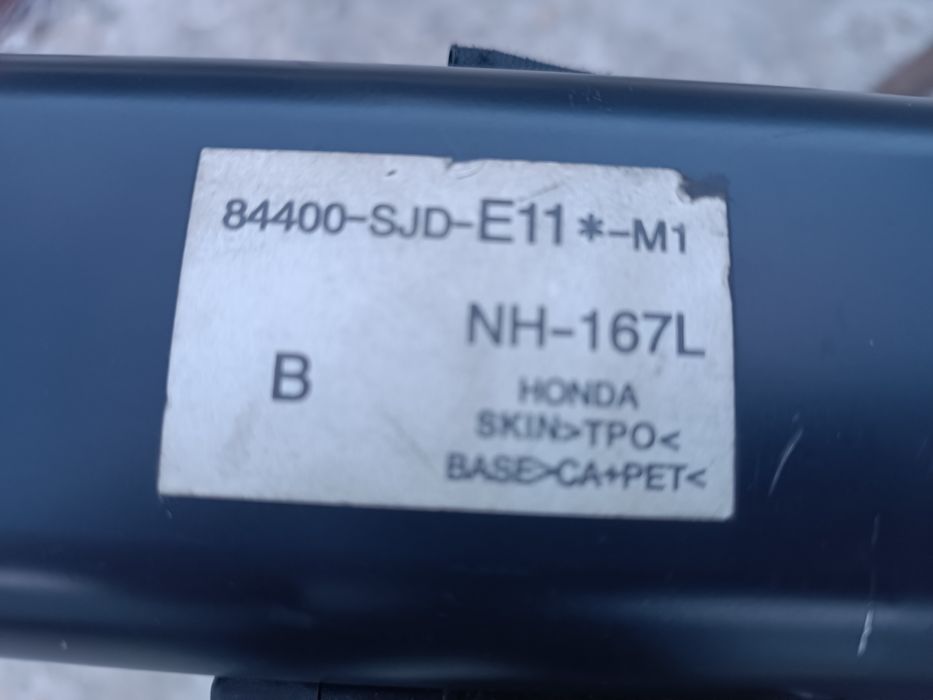 84400-SJD-E11*-M1
NH-167L
B
HONDA
SKIN>TPO<
BASE>CA+PET<